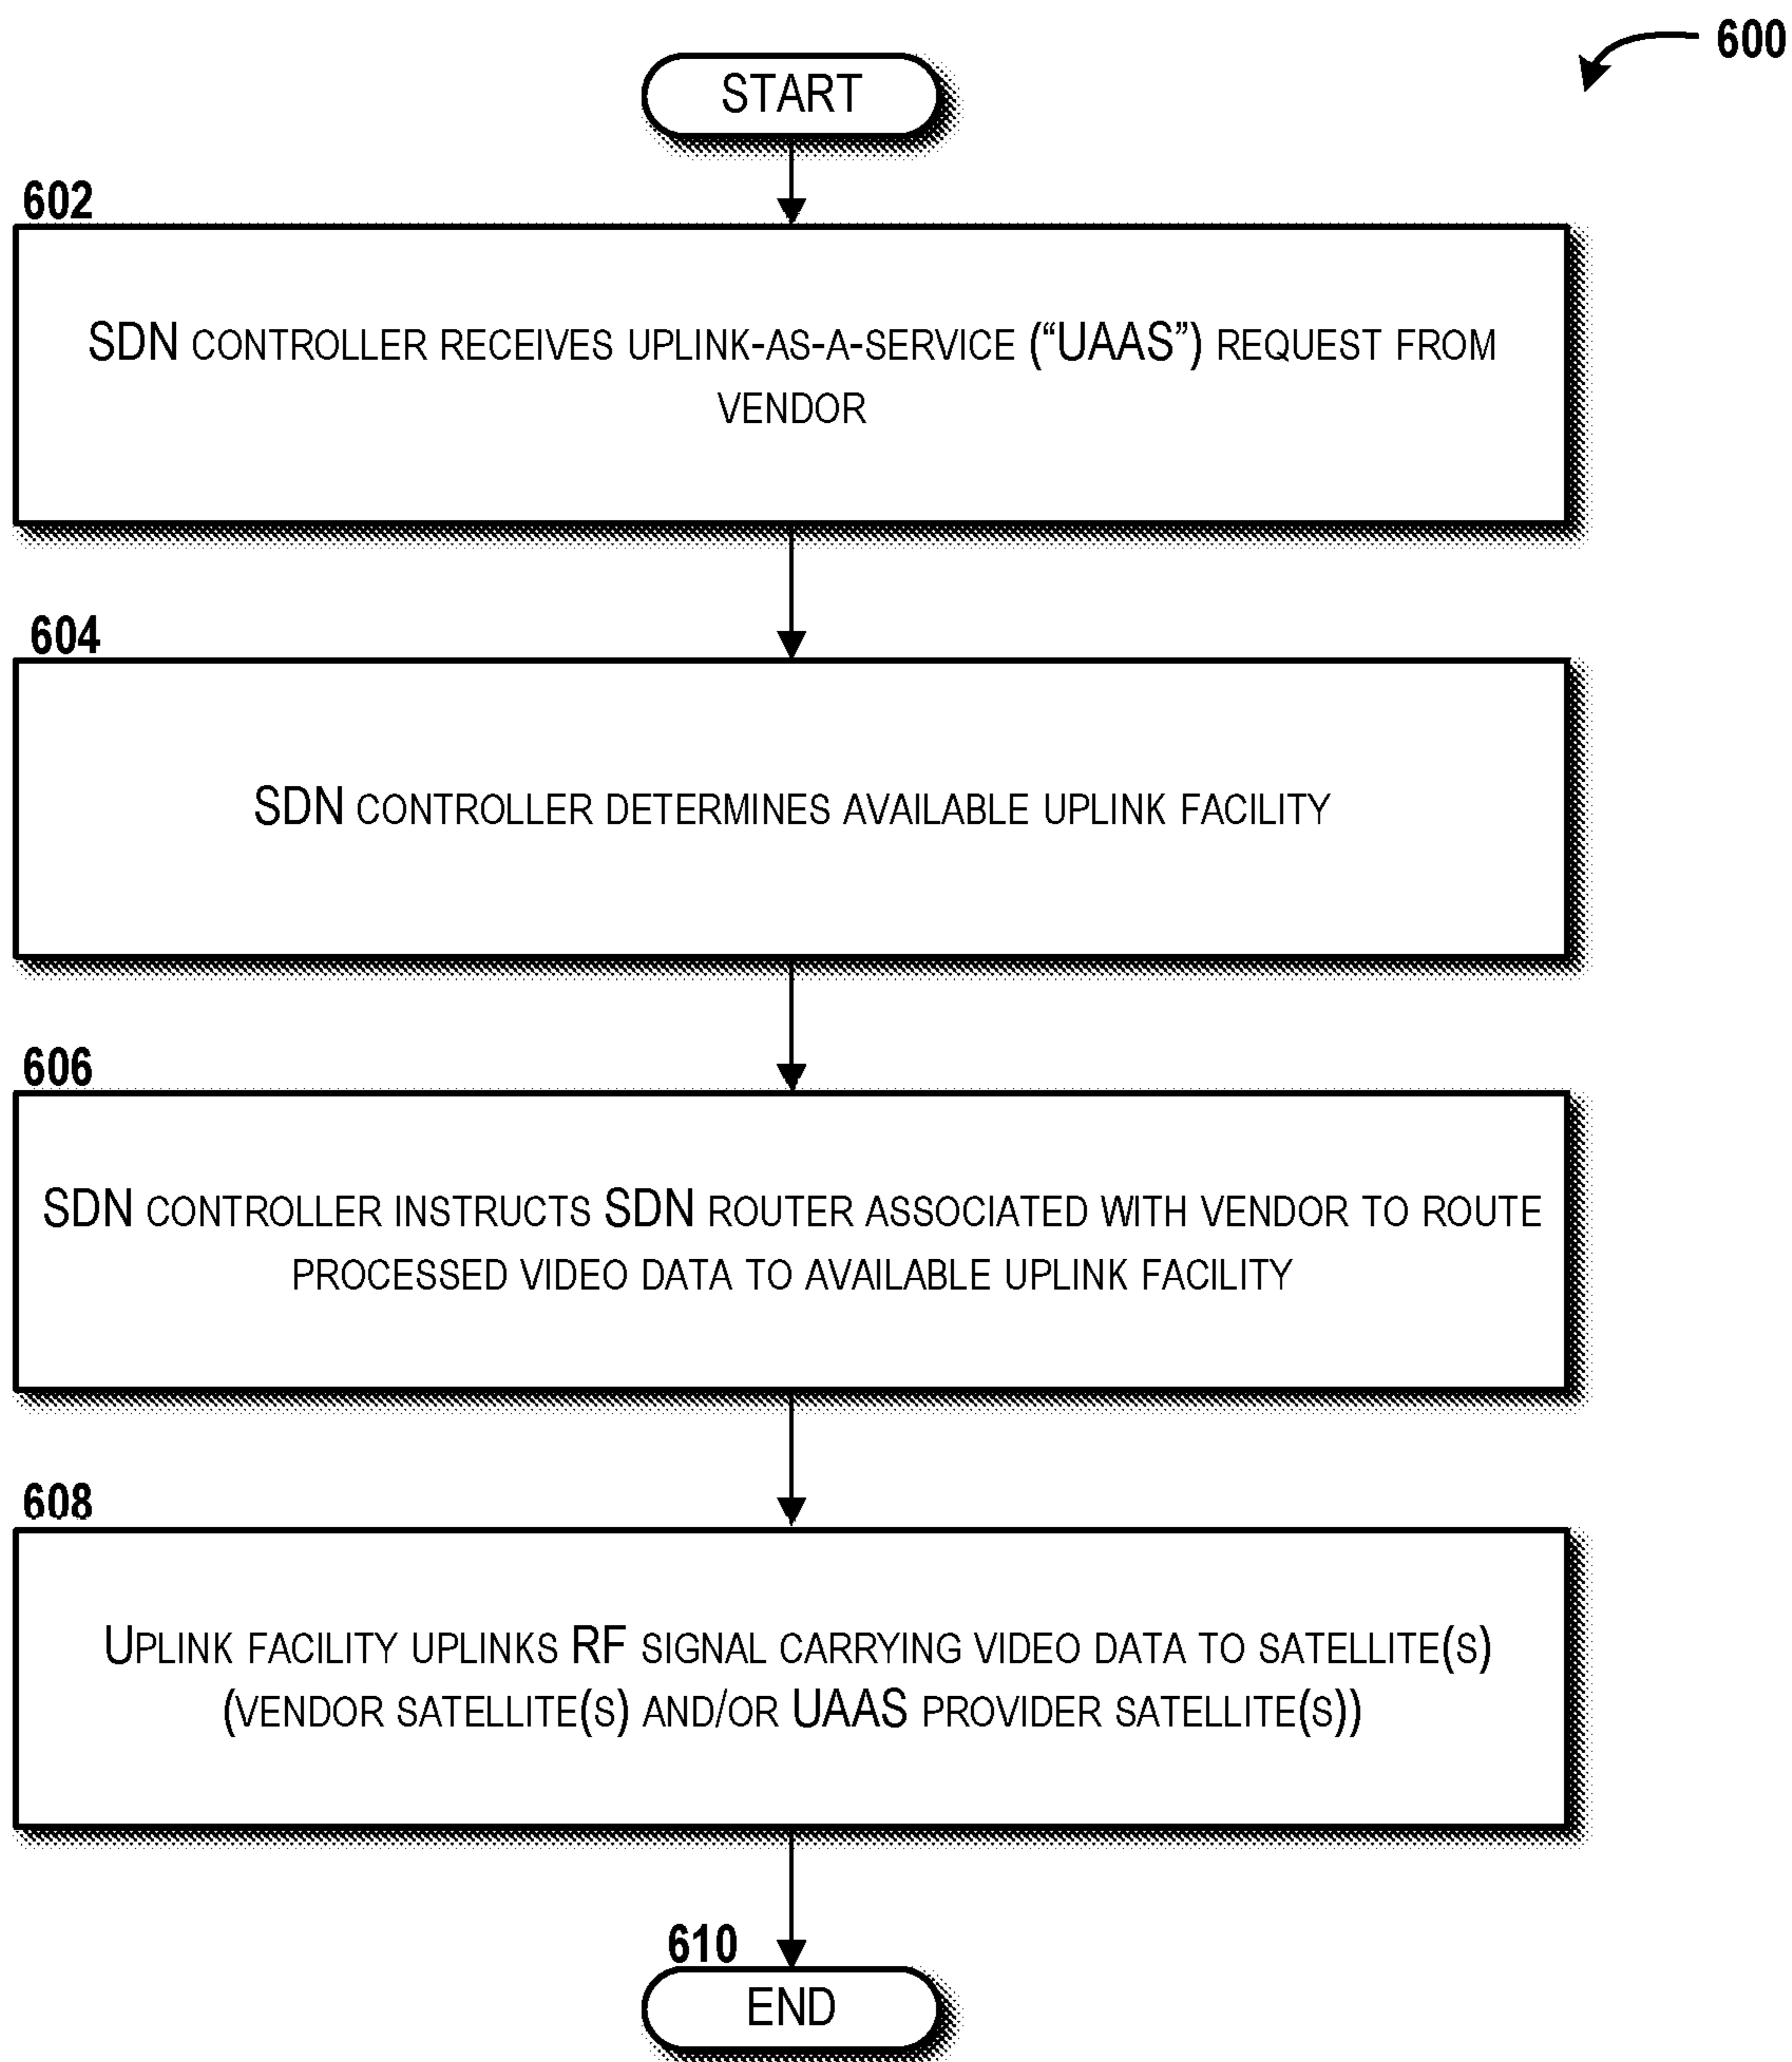 600
START
602
SDN CONTROLLER RECEIVES UPLINK-AS-A-SERVICE (“UAAS”) REQUEST FROM
VENDOR
604
SDN CONTROLLER DETERMINES AVAILABLE UPLINK FACILITY
606
SDN CONTROLLER INSTRUCTS SDN ROUTER ASSOCIATED WITH VENDOR TO ROUTE
PROCESSED VIDEO DATA TO AVAILABLE UPLINK FACILITY
608
UPLINK FACILITY UPLINKS RF SIGNAL CARRYING VIDEO DATA TO SATELLITE(S)
(VENDOR SATELLITE(S) AND/OR UAAS PROVIDER SATELLITE(S))
610
END